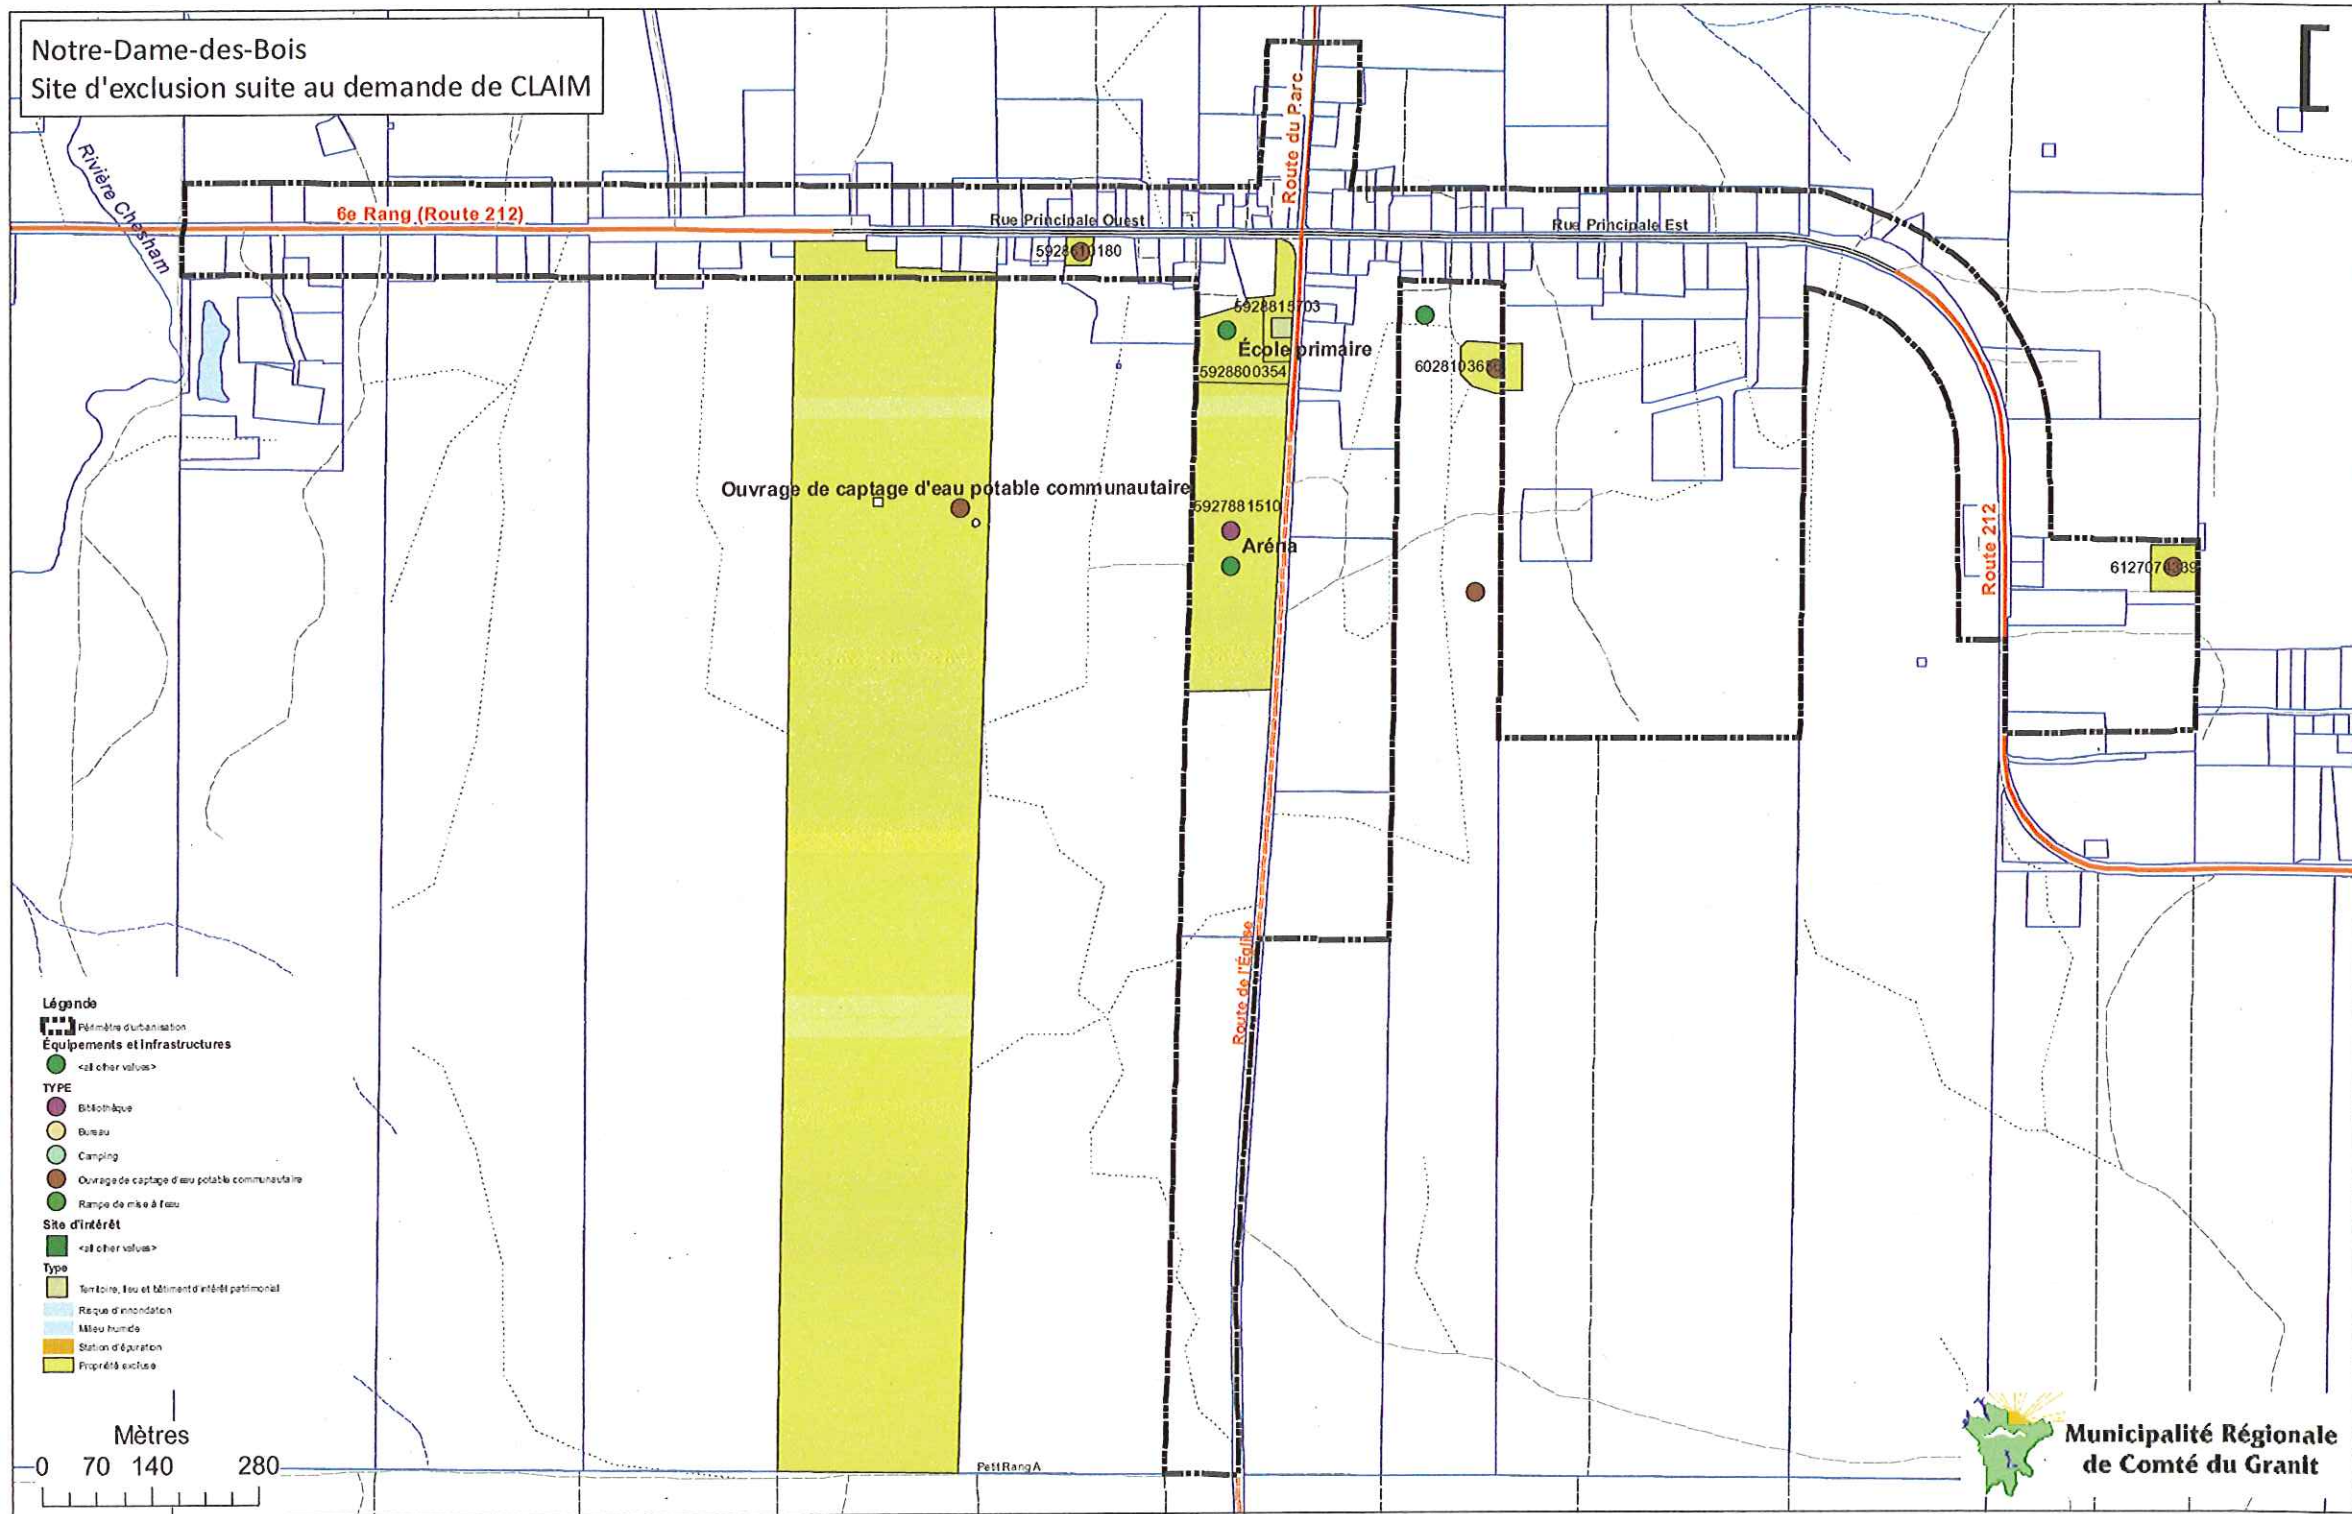 Notre-Dame-des-Bois
Site d'exclusion suite au demande de CLAIM
Rivière Chesham
6e Rang (Route 212)
Rue Principale Ouest
Route du Parc
Rue Principale Est
5928610180
5928815703
École primaire
5928800354
Ouvrage de captage d'eau potable communautaire
5927881510
Aréna
Route 212
Route de l'Église
Petit Rang A
Légende
Périmètre d'urbanisation
Équipements et Infrastructures
<all other values>
TYPE
Bibliothèque
Bureau
Camping
Ouvrage de captage d'eau potable communautaire
Rampe de mise à l'eau
Site d'intérêt
<all other values>
Type
Territoire, lieu et bâtiment d'intérêt patrimonial
Risque d'innondation
Milieu humide
Station d'épuration
Propriété excluse
Mètres
0 70 140 280
Municipalité Régionale
de Comté du Granit